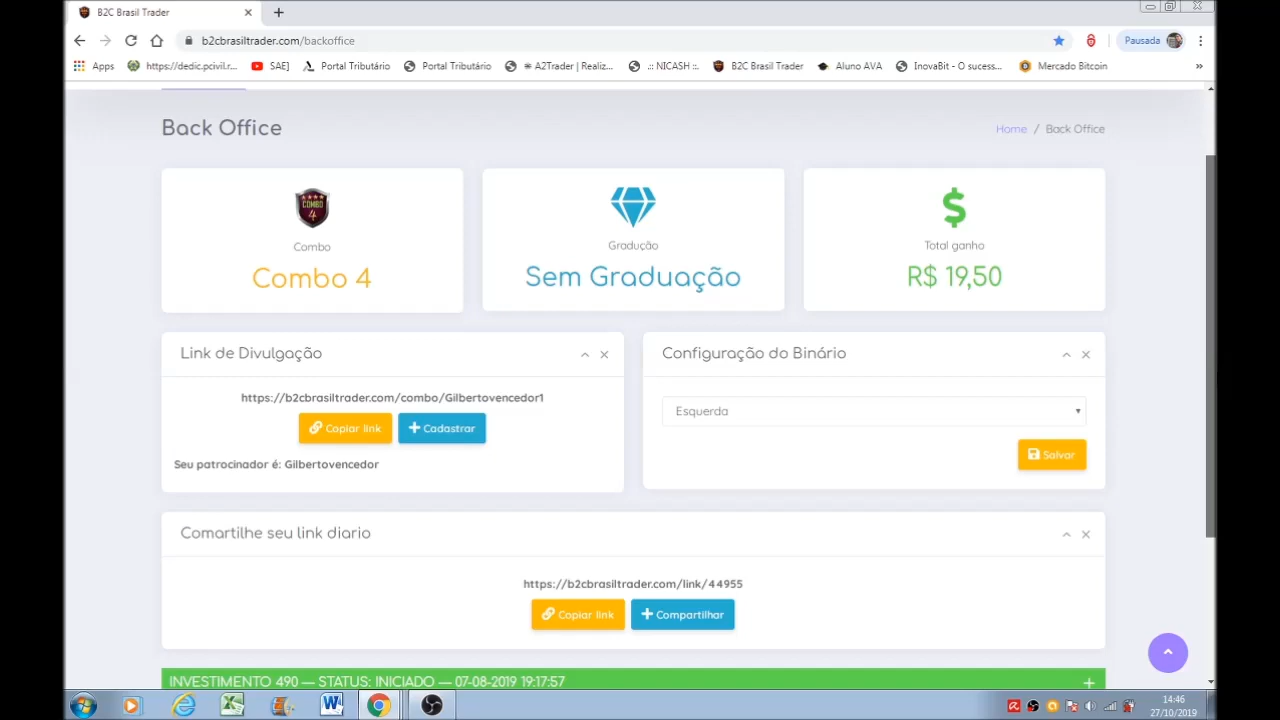 B2C Brasil Trader
b2cbrasiltrader.com/backoffice
Pausada
Apps
https://dedic.pcivil.r...
SAEJ
Portal Tributário
Portal Tributário
A2Trader | Realiz...
.:: NICASH :..
B2C Brasil Trader
Aluno AVA
InovaBit - O sucess...
Mercado Bitcoin
»
Back Office
Home / Back Office
COMBO
4
Combo
Combo 4
Gradução
Sem Graduação
Total ganho
R$ 19,50
Link de Divulgação
https://b2cbrasiltrader.com/combo/Gilbertovencedor1
Copiar link
Cadastrar
Seu patrocinador é: Gilbertovencedor
Configuração do Binário
Esquerda
Salvar
Comartilhe seu link diario
https://b2cbrasiltrader.com/link/44955
Copiar link
Compartilhar
INVESTIMENTO 490 — STATUS: INICIADO — 07-08-2019 19:17:57
14:46
27/10/2019